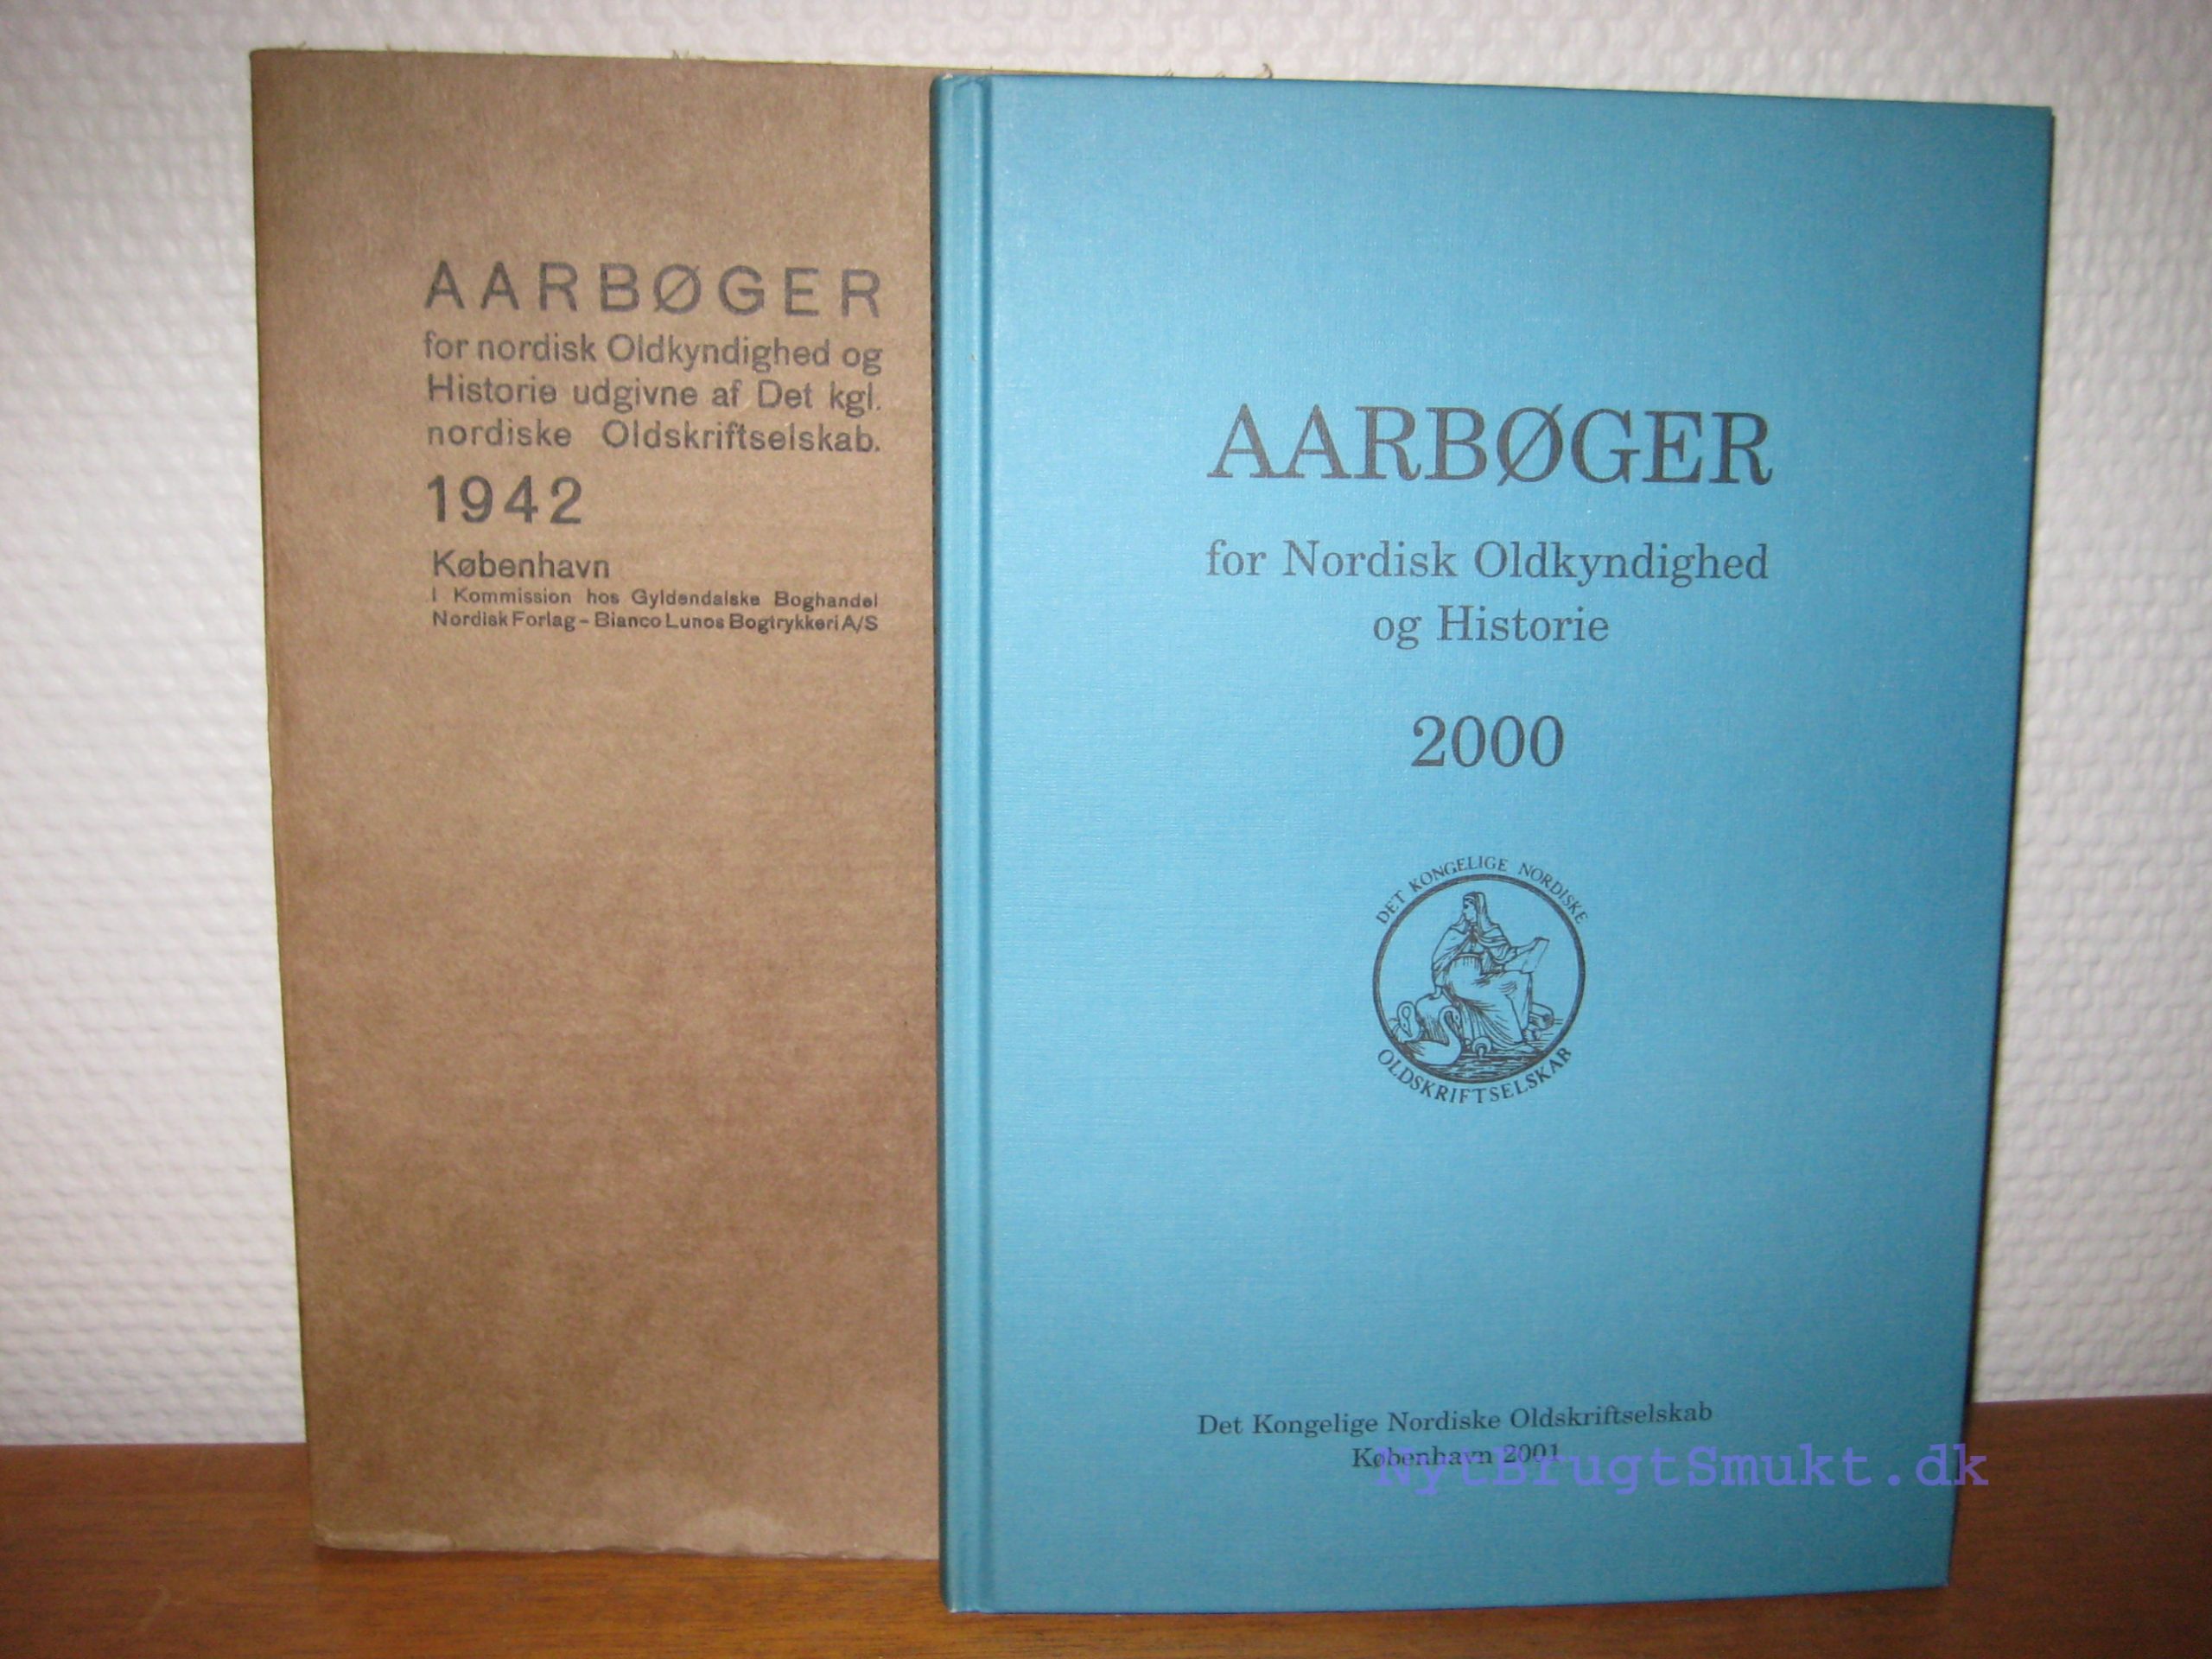 AARBØGER
for nordisk Oldkyndighed og
Historie udgivne af Det kgl.
nordiske Oldskriftselskab.
1942
København
I Kommission hos Gyldendalske Boghandel
Nordisk Forlag - Bianco Lunos Bogtrykkeri A/S
AARBØGER
for Nordisk Oldkyndighed
og Historie
2000
DET KONGELIGE NORDISKE
OLDSKRIFTSELSKAB
Det Kongelige Nordiske Oldskriftselskab
København 2001
NytBrugtSmukt.dk